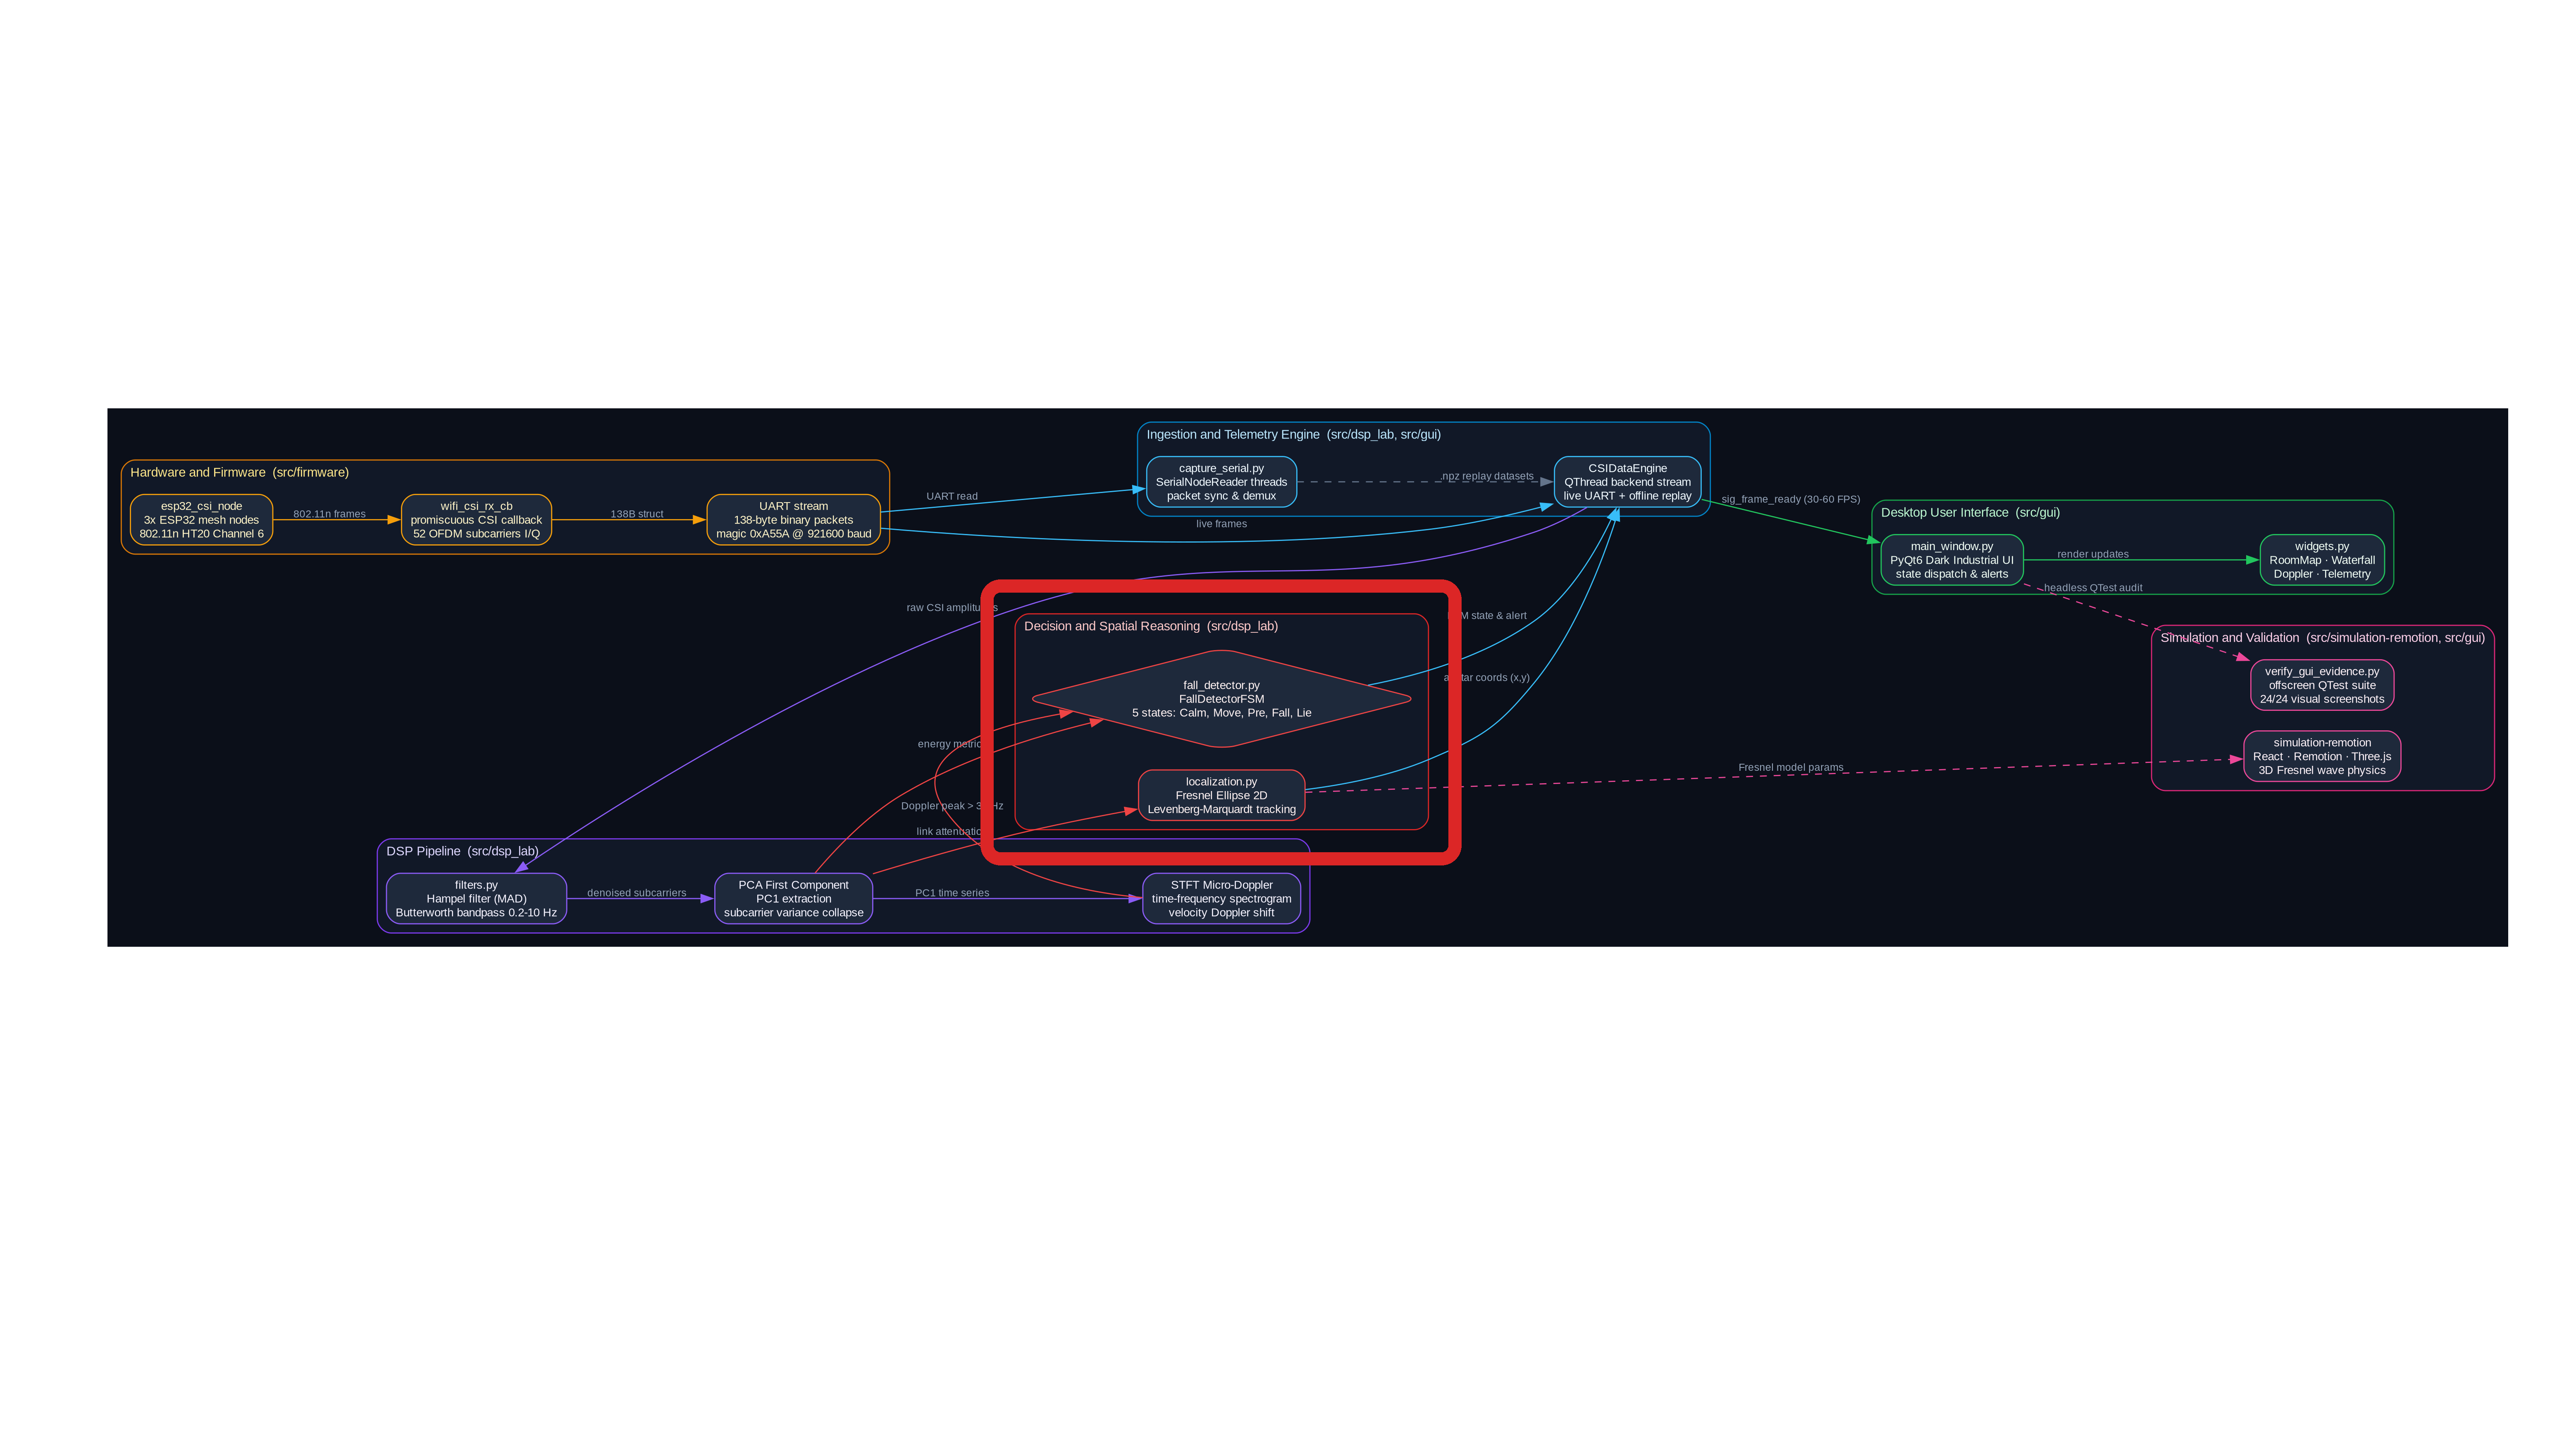 Hardware and Firmware (src/firmware)
esp32_csi_node
3x ESP32 mesh nodes
802.11n HT20 Channel 6
802.11n frames
wifi_csi_rx_cb
promiscuous CSI callback
52 OFDM subcarriers I/Q
138B struct
UART stream
138-byte binary packets
magic 0xA55A @ 921600 baud
UART read
live frames
Ingestion and Telemetry Engine (src/dsp_lab, src/gui)
capture_serial.py
SerialNodeReader threads
packet sync & demux
.npz replay datasets
CSIDataEngine
QThread backend stream
live UART + offline replay
sig_frame_ready (30-60 FPS)
Desktop User Interface (src/gui)
main_window.py
PyQt6 Dark Industrial UI
state dispatch & alerts
render updates
widgets.py
RoomMap · Waterfall
Doppler · Telemetry
headless QTest audit
Simulation and Validation (src/simulation-remotion, src/gui)
verify_gui_evidence.py
offscreen QTest suite
24/24 visual screenshots
simulation-remotion
React · Remotion · Three.js
3D Fresnel wave physics
Fresnel model params
raw CSI
state & alert
coords (x,y)
Decision and Spatial Reasoning (src/dsp_lab)
fall_detector.py
FallDetectorFSM
5 states: Calm, Move, Pre, Fall, Lie
localization.py
Fresnel Ellipse 2D
Levenberg-Marquardt tracking
energy
Doppler peak >
link
DSP Pipeline (src/dsp_lab)
filters.py
Hampel filter (MAD)
Butterworth bandpass 0.2-10 Hz
denoised subcarriers
PCA First Component
PC1 extraction
subcarrier variance collapse
PC1 time series
STFT Micro-Doppler
time-frequency spectrogram
velocity Doppler shift